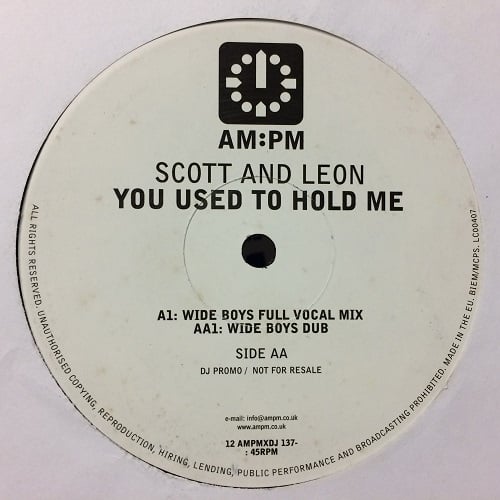 AM:PM
SCOTT AND LEON
YOU USED TO HOLD ME
A1: WIDE BOYS FULL VOCAL MIX
AA1: WIDE BOYS DUB
SIDE AA
DJ PROMO / NOT FOR RESALE
e-mail: info@ampm.co.uk
www.ampm.co.uk
12 AMPMXDJ 137-
: 45RPM
ALL RIGHTS RESERVED. UNAUTHORISED COPYING, REPRODUCTION, HIRING, LENDING, PUBLIC PERFORMANCE AND BROADCASTING PROHIBITED. MADE IN THE EU. BIEM/MCPS. LC00407